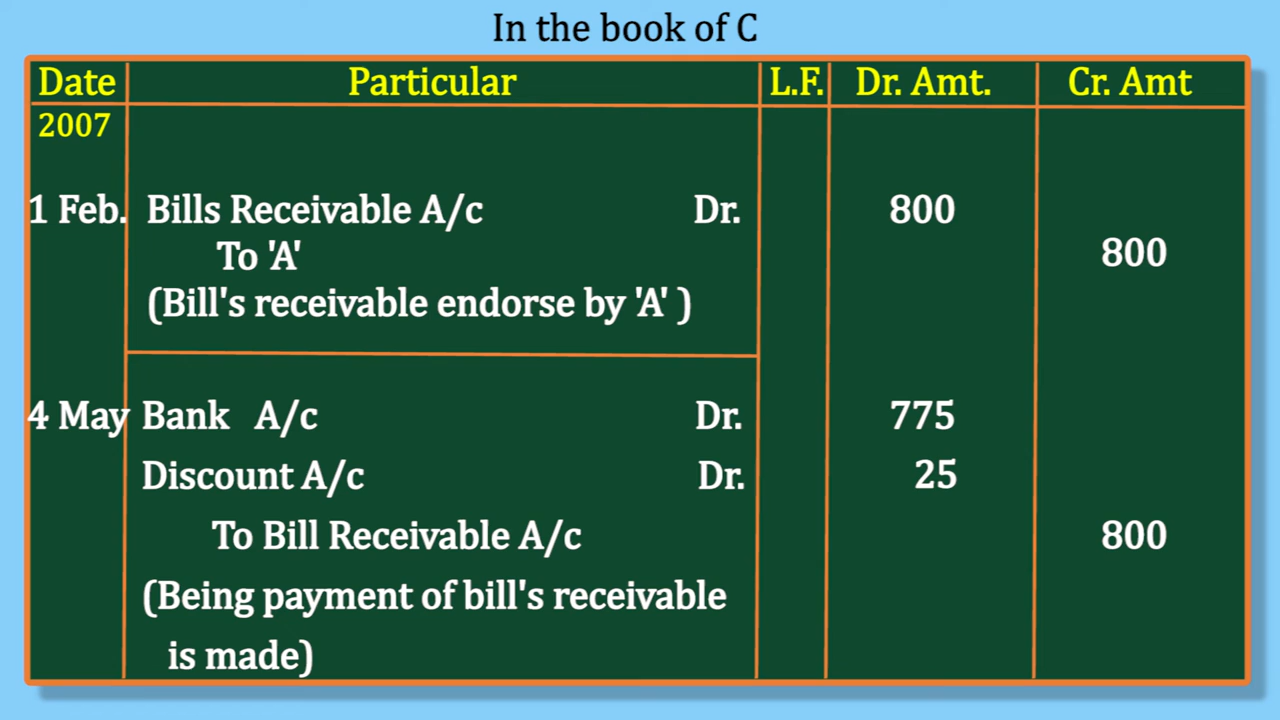 In the book of C
Date Particular L.F. Dr. Amt. Cr. Amt
2007
1 Feb. Bills Receivable A/c Dr. 800
To 'A' 800
(Bill's receivable endorse by 'A' )
4 May Bank A/c Dr. 775
Discount A/c Dr. 25
To Bill Receivable A/c 800
(Being payment of bill's receivable
is made)